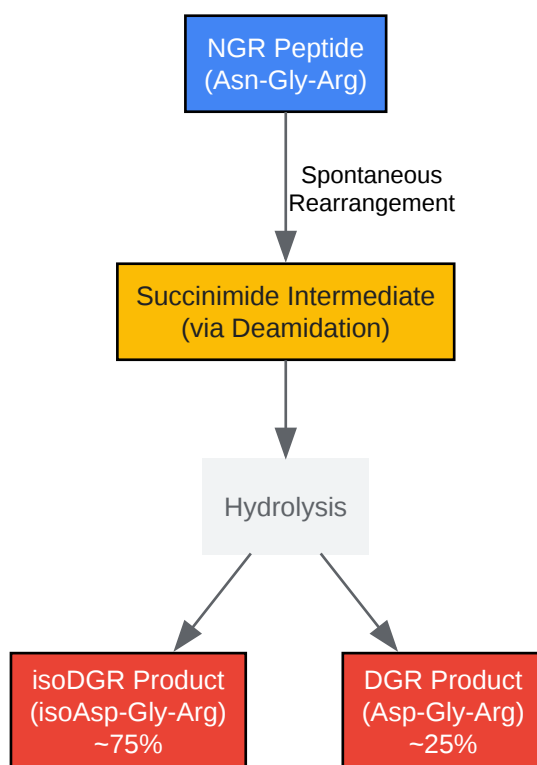 NGR Peptide
(Asn-Gly-Arg)
Spontaneous
Rearrangement
Succinimide Intermediate
(via Deamidation)
Hydrolysis
isoDGR Product
(isoAsp-Gly-Arg)
~75%
DGR Product
(Asp-Gly-Arg)
~25%